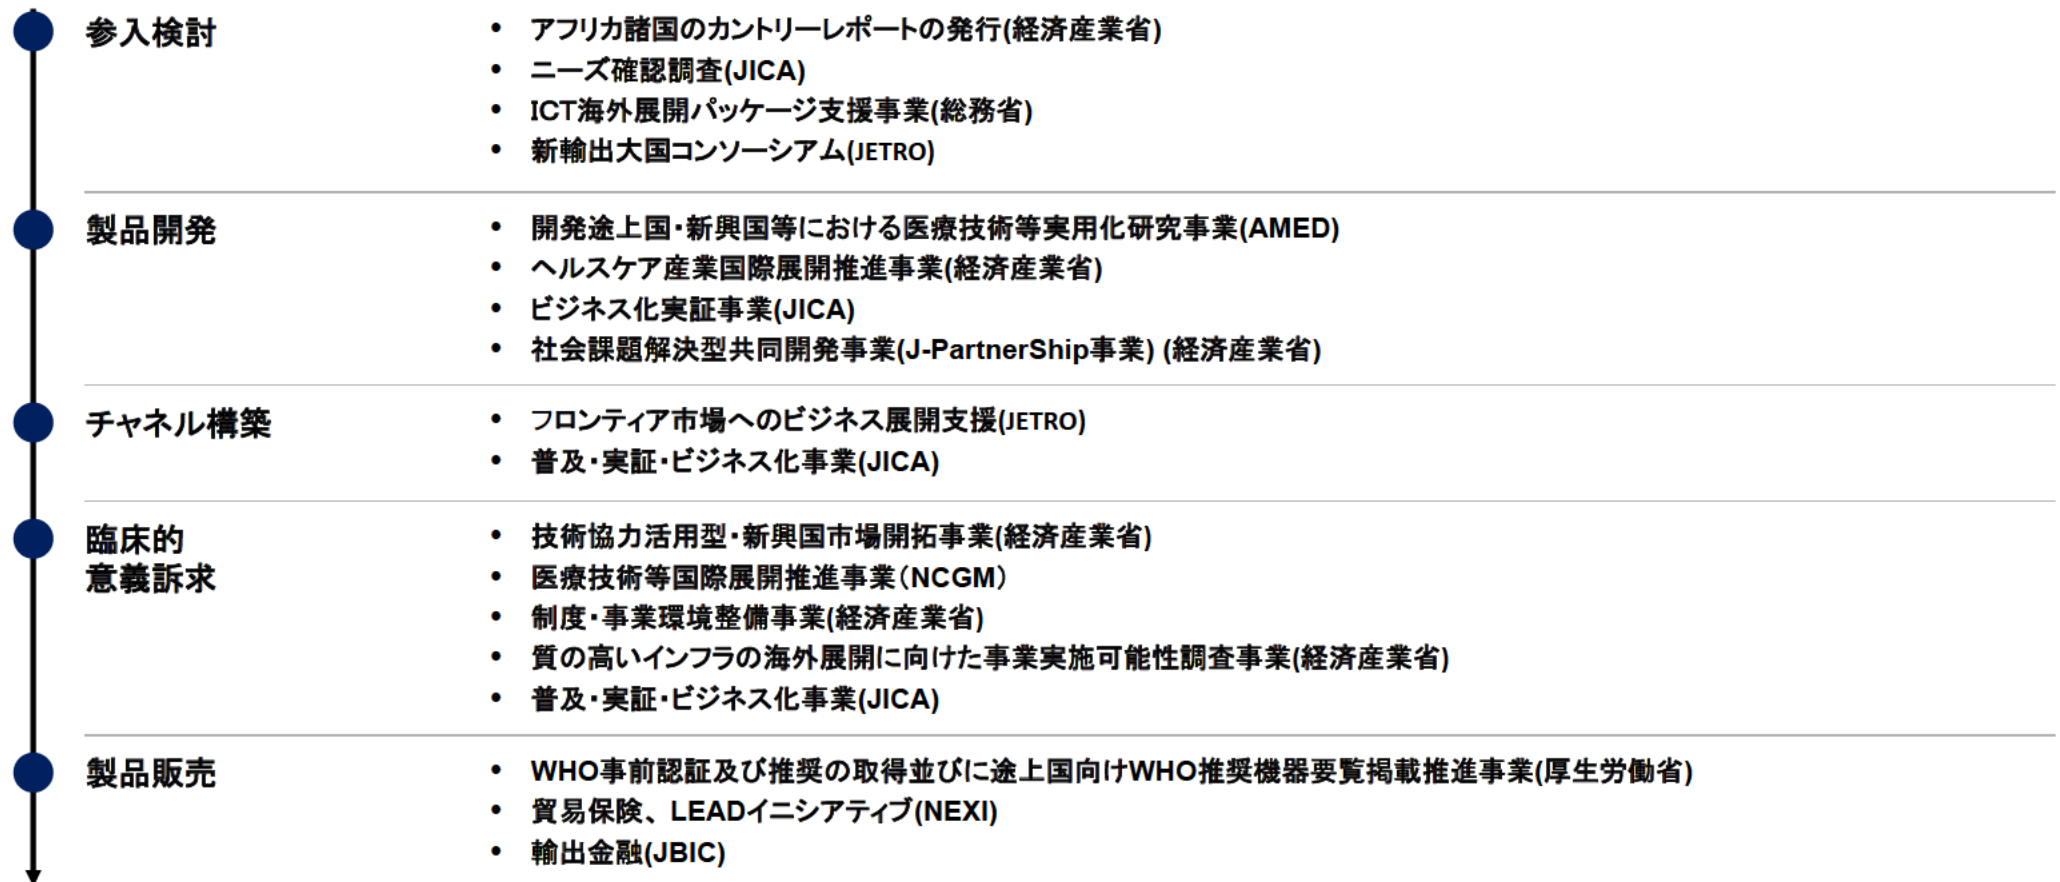 参入検討
• アフリカ諸国のカントリーレポートの発行(経済産業省)
• ニーズ確認調査(JICA)
• ICT海外展開パッケージ支援事業(総務省)
• 新輸出大国コンソーシアム(JETRO)
製品開発
• 開発途上国・新興国等における医療技術等実用化研究事業(AMED)
• ヘルスケア産業国際展開推進事業(経済産業省)
• ビジネス化実証事業(JICA)
• 社会課題解決型共同開発事業(J-PartnerShip事業) (経済産業省)
チャネル構築
• フロンティア市場へのビジネス展開支援(JETRO)
• 普及・実証・ビジネス化事業(JICA)
臨床的
意義訴求
• 技術協力活用型・新興国市場開拓事業(経済産業省)
• 医療技術等国際展開推進事業（NCGM）
• 制度・事業環境整備事業(経済産業省)
• 質の高いインフラの海外展開に向けた事業実施可能性調査事業(経済産業省)
• 普及・実証・ビジネス化事業(JICA)
製品販売
• WHO事前認証及び推奨の取得並びに途上国向けWHO推奨機器要覧掲載推進事業(厚生労働省)
• 貿易保険、LEADイニシアティブ(NEXI)
• 輸出金融(JBIC)